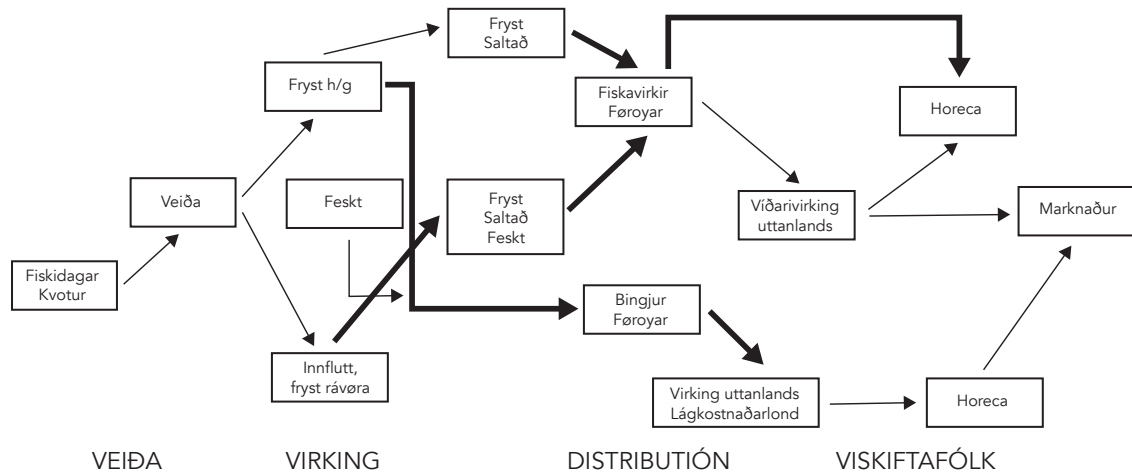 Fryst
Saltað
Fryst h/g
Fiskavirkir
Føroyar
Horeca
Veiða
Feskt
Fryst
Saltað
Feskt
Víðarivirking
uttanlands
Marknaður
Fiskidagar
Kvotur
Bingjur
Føroyar
Innflutt,
fryst rávøra
Virking uttanlands
Lágkostnaðarlond
Horeca
VEIÐA
VIRKING
DISTRIBUTIÓN
VISKIFTAFÓLK